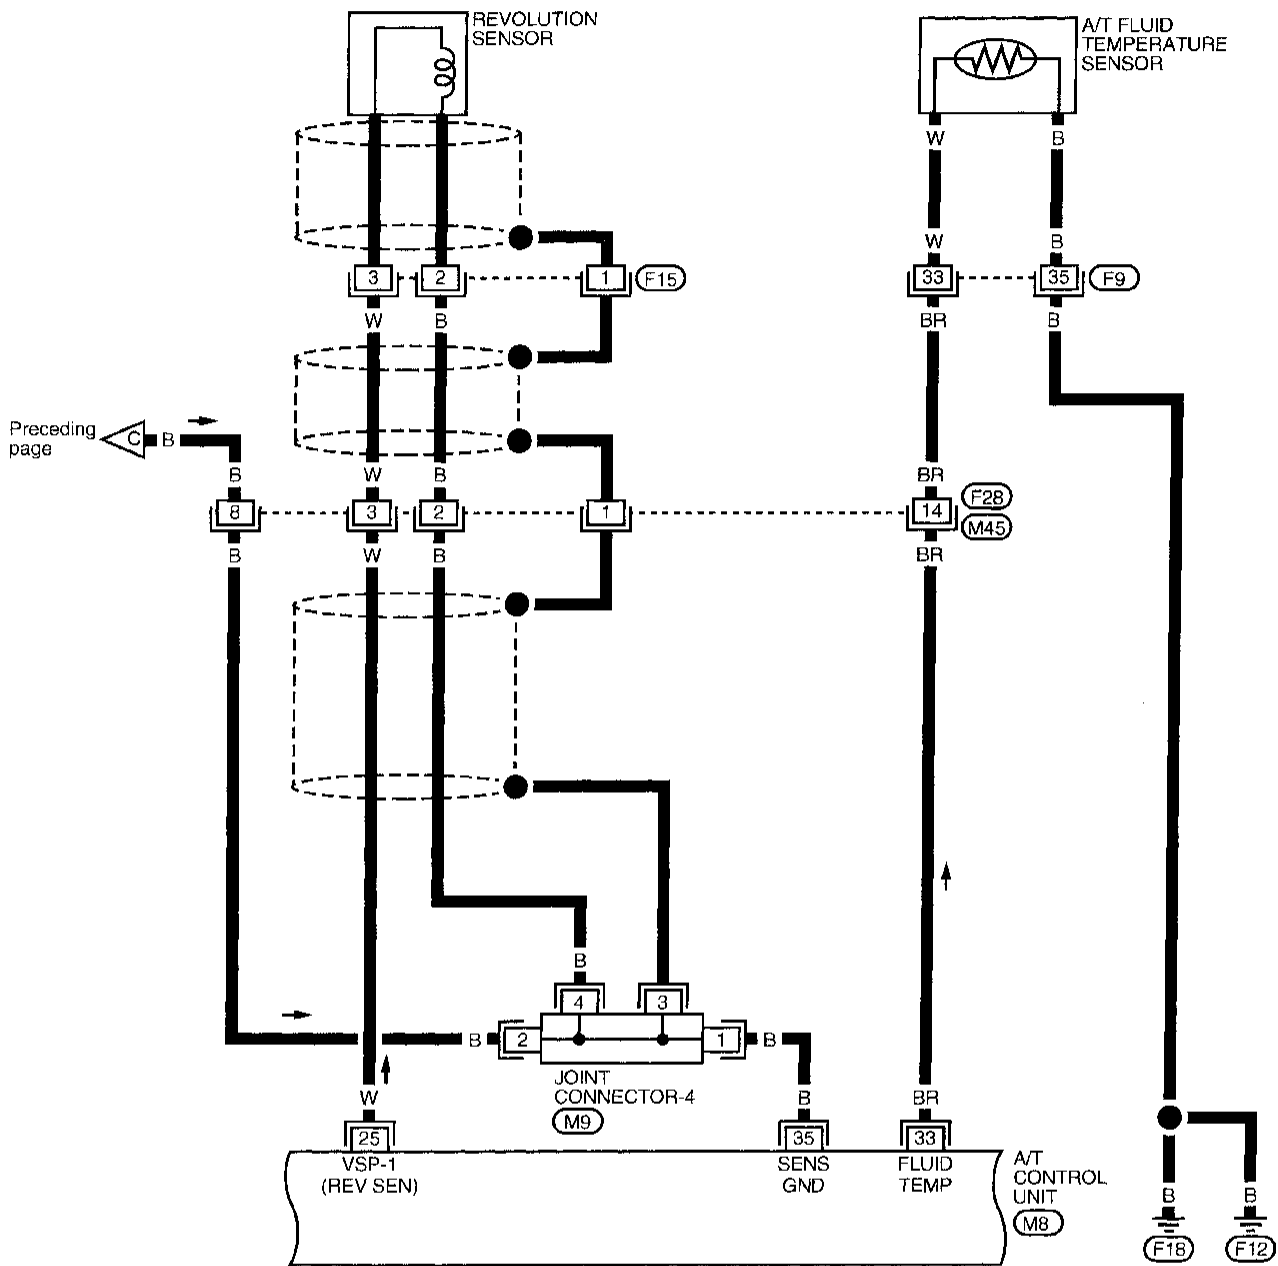 REVOLUTION
SENSOR
A/T FLUID
TEMPERATURE
SENSOR
W
B
W
B
3
2
1
F15
33
35
F9
W
B
BR
B
Preceding
page
C
B
B
W
B
BR
8
3
2
1
14
F28
M45
B
W
B
BR
B
4
3
B
2
1
B
JOINT
CONNECTOR-4
M9
W
B
BR
25
35
33
VSP-1
(REV SEN)
SENS
GND
FLUID
TEMP
A/T
CONTROL
UNIT
M8
B
B
F18
F12